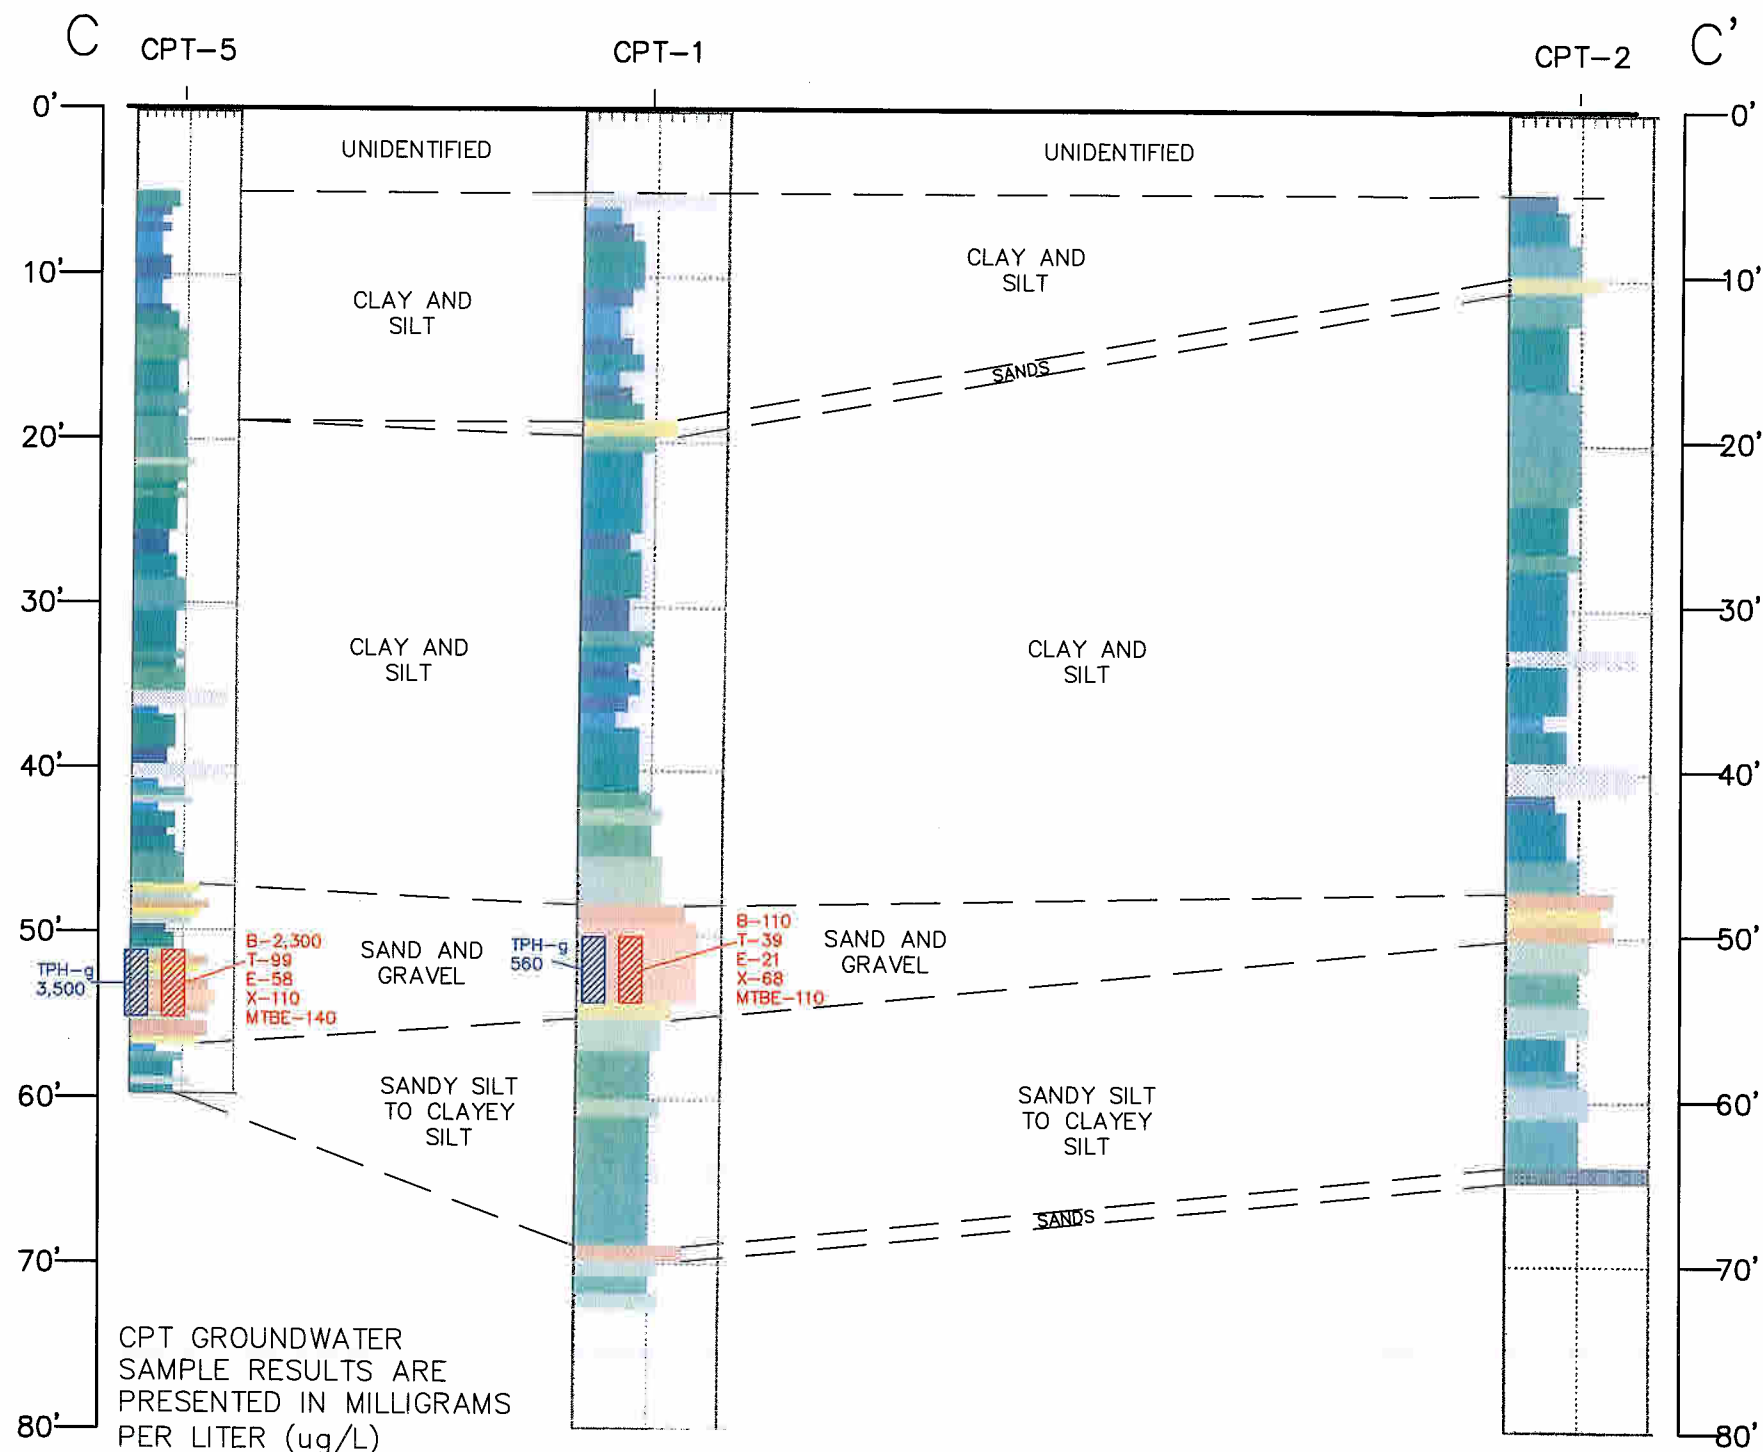 C
CPT-5
CPT-1
CPT-2
C'
0'
10'
20'
30'
40'
50'
60'
70'
80'
0'
10'
20'
30'
40'
50'
60'
70'
80'
UNIDENTIFIED
UNIDENTIFIED
CLAY AND
SILT
CLAY AND
SILT
SANDS
CLAY AND
SILT
CLAY AND
SILT
TPH-g
3,500
B-2,300
T-99
E-58
X-110
MTBE-140
SAND AND
GRAVEL
TPH-g
560
B-110
T-39
E-21
X-68
MTBE-110
SAND AND
GRAVEL
SANDY SILT
TO CLAYEY
SILT
SANDY SILT
TO CLAYEY
SILT
SANDS
CPT GROUNDWATER
SAMPLE RESULTS ARE
PRESENTED IN MILLIGRAMS
PER LITER (ug/L)